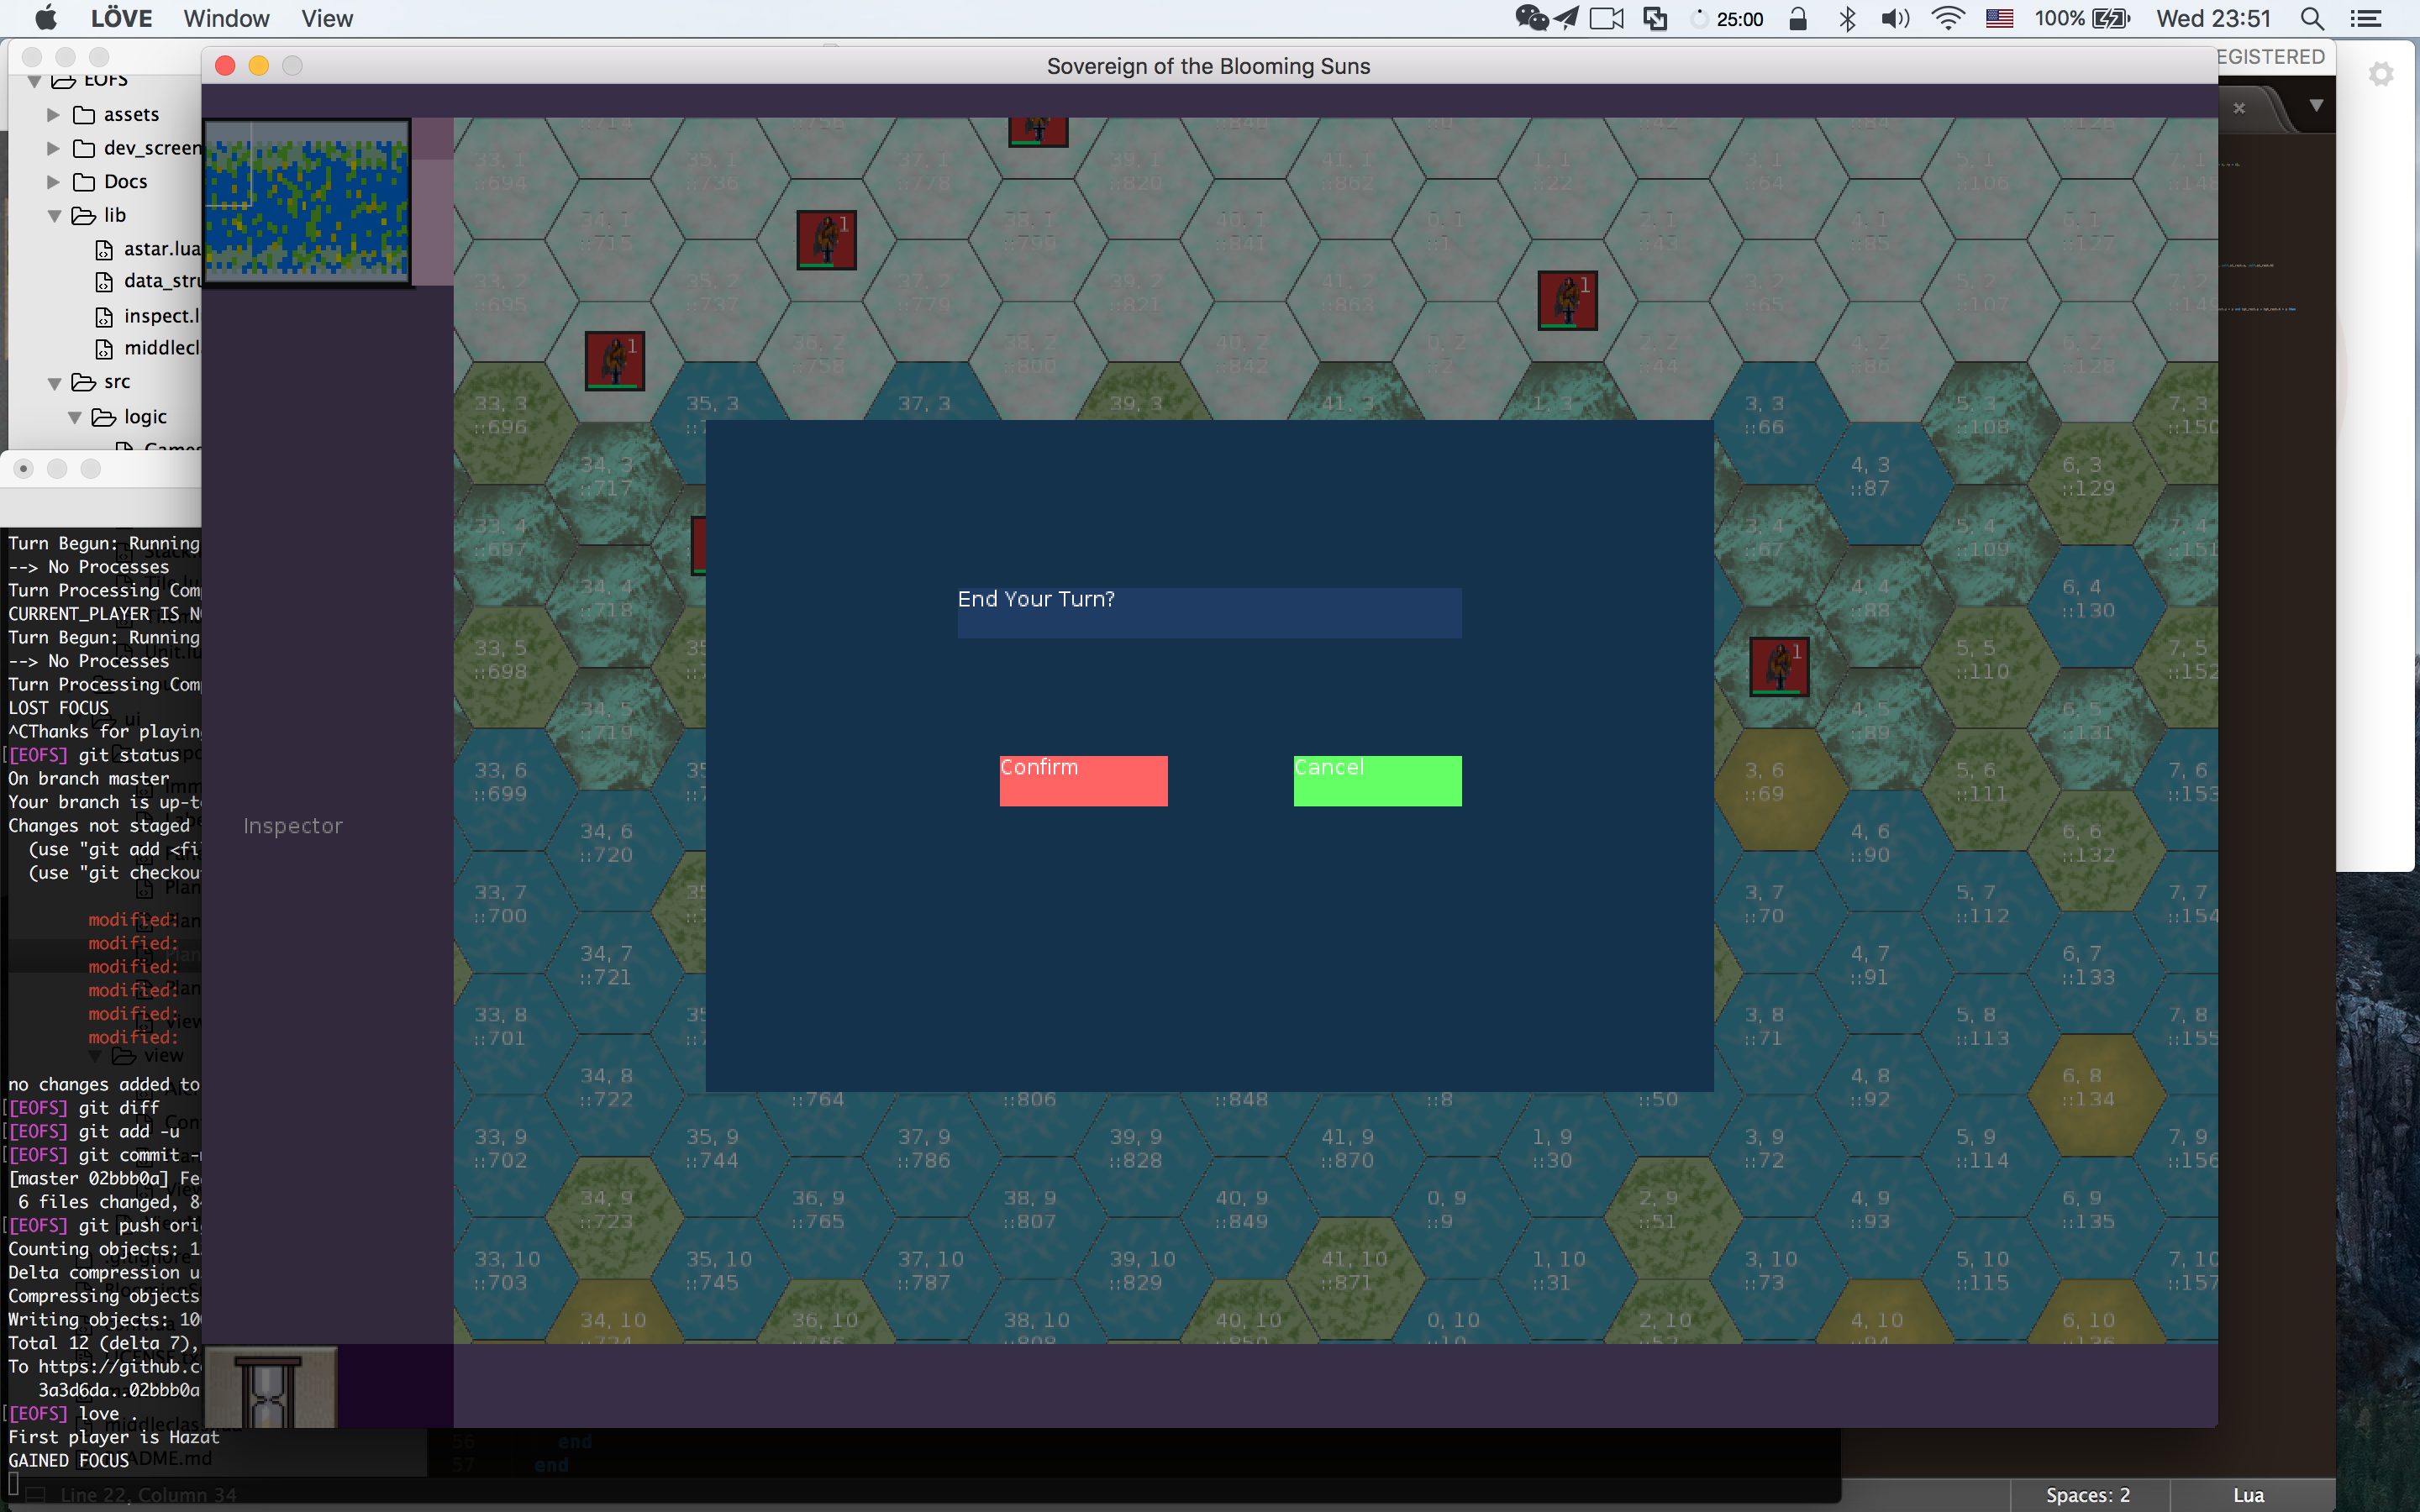 LÖVE Window View
25:00 100% Wed 23:51
Sovereign of the Blooming Suns
EGISTERED
EOFS
assets
dev_screen
Docs
lib
astar.lua
data_stru
inspect.l
middlecl
src
logic
Turn Begun: Running
--> No Processes
Turn Processing Com
CURRENT_PLAYER IS N
Turn Begun: Running
--> No Processes
Turn Processing Com
LOST FOCUS
^CThanks for playing
[EOFS] git status
On branch master
Your branch is up-t
Changes not staged
(use "git add <fi
(use "git checkou
modified:
modified:
modified:
modified:
modified:
modified:
no changes added to
[EOFS] git diff
[EOFS] git add -u
[EOFS] git commit -
[master 02bbb0a] Fe
6 files changed, 8
[EOFS] git push ori
Counting objects: 1
Delta compression u
Compressing objects
Writing objects: 10
Total 12 (delta 7),
To https://github.c
3a3d6da..02bbb0a
[EOFS] love .
First player is Hazat
GAINED FOCUS
Inspector
End Your Turn?
Confirm Cancel
33, 3 35, 3 37, 3 39, 3 41, 3 1, 3 3, 3 5, 3 7, 3
::696 ::66 ::108 ::150
34, 3 4, 3 6, 3
::717 ::87 ::129
33, 4 3, 4 5, 4 7, 4
::697 ::67 ::109 ::151
34, 4 4, 4 6, 4
::718 ::88 ::130
33, 5 5, 5 7, 5
::698 ::110 ::152
34, 5 4, 5 6, 5
::719 ::89 ::131
33, 6 3, 6 5, 6 7, 6
::699 ::69 ::111 ::153
34, 6 4, 6 6, 6
::720 ::90 ::132
33, 7 3, 7 5, 7 7, 7
::700 ::70 ::112 ::154
34, 7 4, 7 6, 7
::721 ::91 ::133
33, 8 3, 8 5, 8 7, 8
::701 ::71 ::113 ::155
34, 8 4, 8 6, 8
::722 ::764 ::806 ::848 ::8 ::50 ::92 ::134
33, 9 35, 9 37, 9 39, 9 41, 9 1, 9 3, 9 5, 9 7, 9
::702 ::744 ::786 ::828 ::870 ::30 ::72 ::114 ::156
34, 9 36, 9 38, 9 40, 9 0, 9 2, 9 4, 9 6, 9
::723 ::765 ::807 ::849 ::9 ::51 ::93 ::135
33, 10 35, 10 37, 10 39, 10 41, 10 1, 10 3, 10 5, 10 7, 10
::703 ::745 ::787 ::829 ::871 ::31 ::73 ::115 ::157
34, 10 36, 10 38, 10 40, 10 0, 10 2, 10 4, 10 6, 10
56 end
57 end
Line 22, Column 34
Spaces: 2 Lua